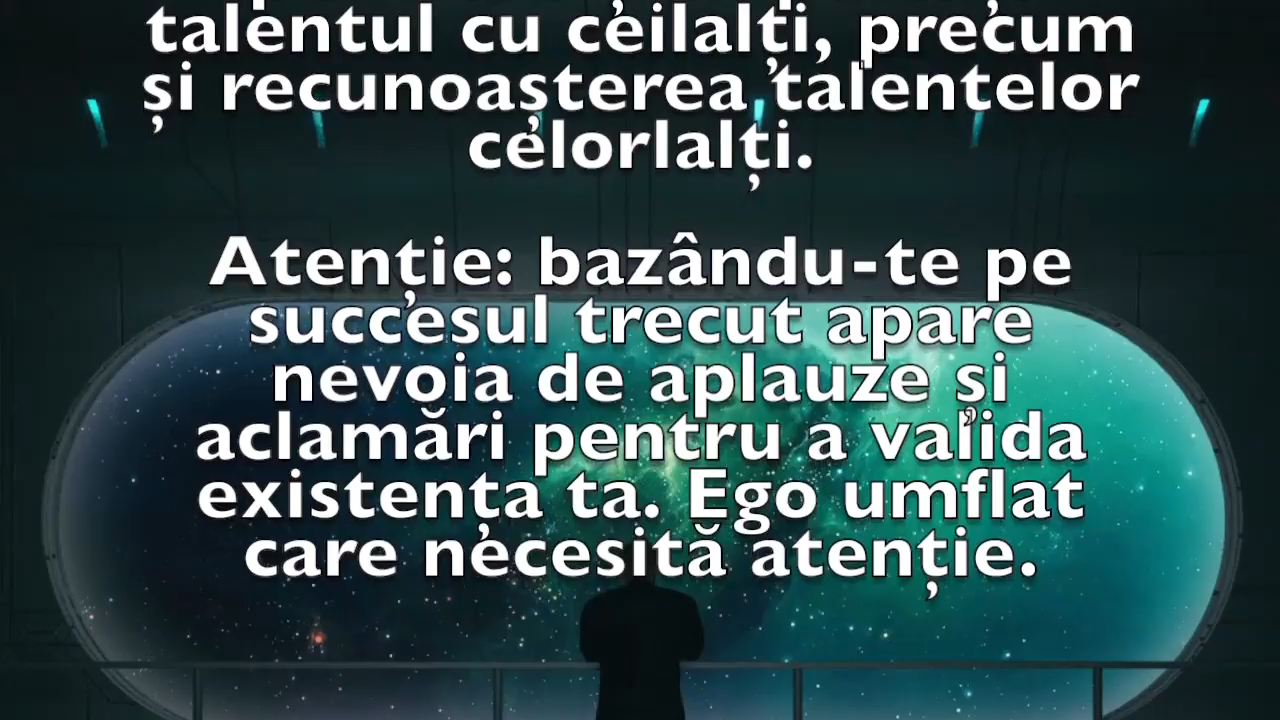 talentul cu ceilalți, precum
și recunoașterea talentelor
celorlalți.
Atenție: bazându-te pe
succesul trecut apare
nevoia de aplauze și
aclamări pentru a valida
existența ta. Ego umflat
care necesită atenție.